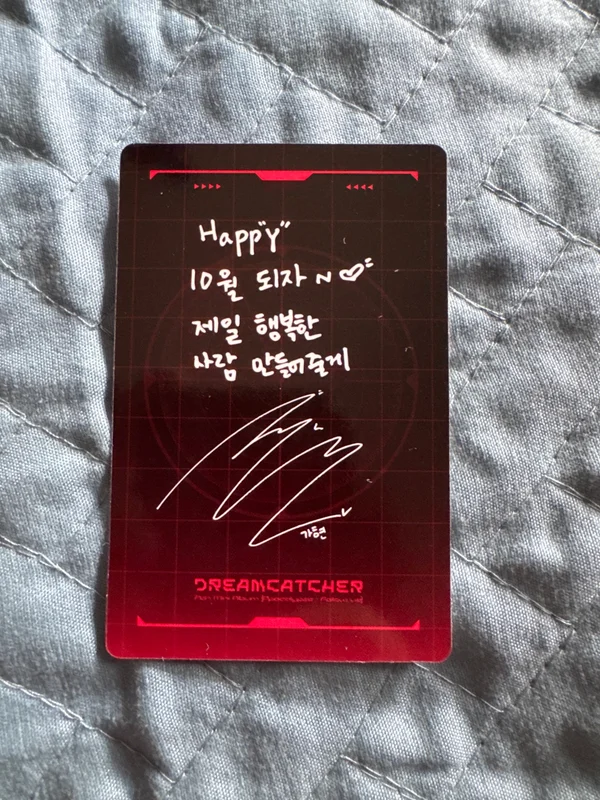 Happ"y"
10월 되자 ~ ♡
제일 행복한
사람 만들어줄게
가현
DREAMCATCHER